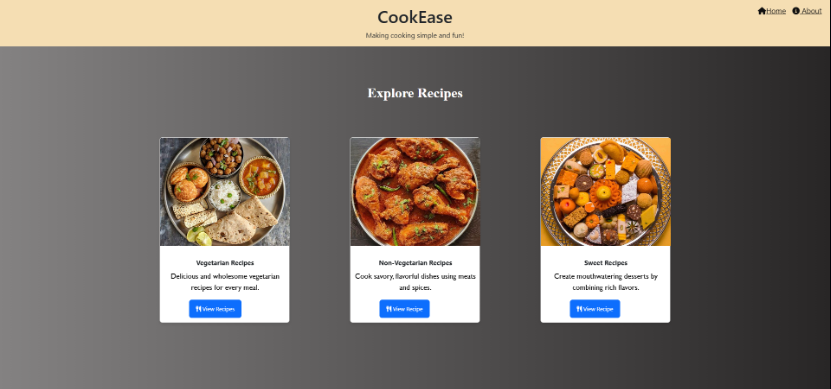 CookEase
Home About
Making cooking simple and fun!
Explore Recipes
Vegetarian Recipes
Delicious and wholesome vegetarian
recipes for every meal.
View Recipes
Non-Vegetarian Recipes
Cook savory, flavorful dishes using meats
and spices.
View Recipe
Sweet Recipes
Create mouthwatering desserts by
combining rich flavors.
View Recipe